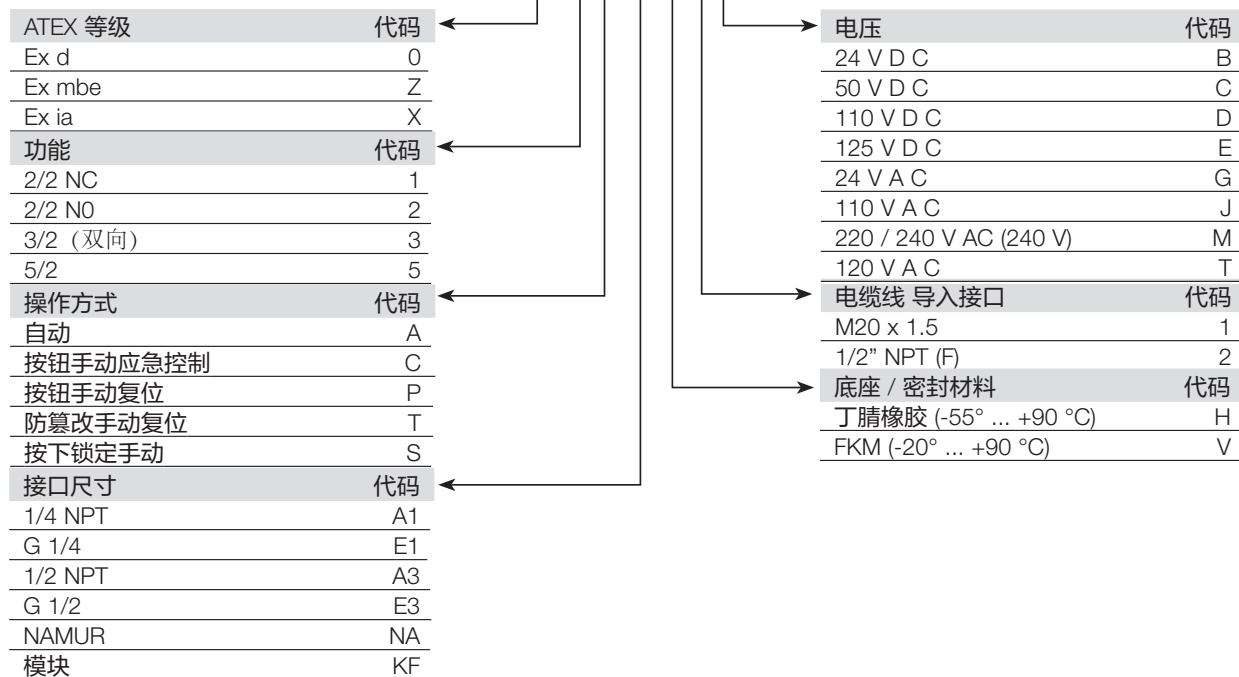 ATEX 等级 代码
Ex d 0
Ex mbe Z
Ex ia X
功能 代码
2/2 NC 1
2/2 N0 2
3/2 (双向) 3
5/2 5
操作方式 代码
自动 A
按钮手动应急控制 C
按钮手动复位 P
防篡改手动复位 T
按下锁定手动 S
接口尺寸 代码
1/4 NPT A1
G 1/4 E1
1/2 NPT A3
G 1/2 E3
NAMUR NA
模块 KF
电压 代码
24 V D C B
50 V D C C
110 V D C D
125 V D C E
24 V A C G
110 V A C J
220 / 240 V AC (240 V) M
120 V A C T
电缆线 导入接口 代码
M20 x 1.5 1
1/2” NPT (F) 2
底座 / 密封材料 代码
丁腈橡胶 (-55° ... +90 °C) H
FKM (-20° ... +90 °C) V